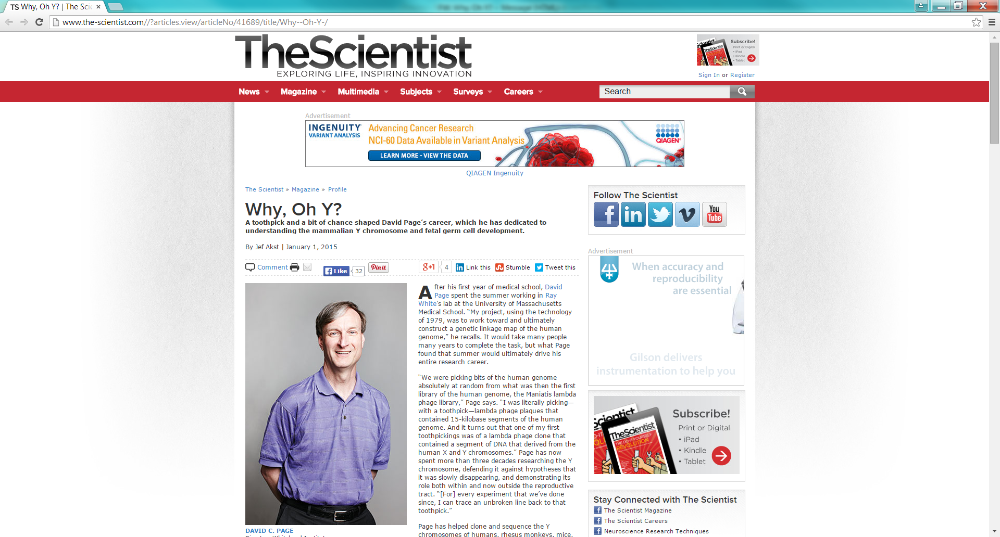 TS Why, Oh Y? | The Scie
www.the-scientist.com//?articles.view/articleNo/41689/title/Why--Oh-Y-/
TheScientist
EXPLORING LIFE, INSPIRING INNOVATION
Subscribe!
Print or Digital
• iPad
• Kindle
• Tablet
Sign In or Register
News
Magazine
Multimedia
Subjects
Surveys
Careers
Search
Advertisement
INGENUITY
VARIANT ANALYSIS
Advancing Cancer Research
NCI-60 Data Available in Variant Analysis
LEARN MORE - VIEW THE DATA
QIAGEN
QIAGEN Ingenuity
The Scientist » Magazine » Profile
Why, Oh Y?
A toothpick and a bit of chance shaped David Page's career, which he has dedicated to
understanding the mammalian Y chromosome and fetal germ cell development.
By Jef Akst | January 1, 2015
Comment
Like
32
Pin it
g+1
4
Link this
Stumble
Tweet this
After his first year of medical school, David
Page spent the summer working in Ray
White's lab at the University of Massachusetts
Medical School. "My project, using the technology
of 1979, was to work toward and ultimately
construct a genetic linkage map of the human
genome," he recalls. It would take many people
many years to complete the task, but what Page
found that summer would ultimately drive his
entire research career.
"We were picking bits of the human genome
absolutely at random from what was then the first
library of the human genome, the Maniatis lambda
phage library," Page says. "I was literally picking—
with a toothpick—lambda phage plaques that
contained 15-kilobase segments of the human
genome. And it turns out that one of my first
toothpickings was of a lambda phage clone that
contained a segment of DNA that derived from the
human X and Y chromosomes." Page has now
spent more than three decades researching the Y
chromosome, defending it against hypotheses that
it was slowly disappearing, and demonstrating its
role both within and now outside the reproductive
tract. "[For] every experiment that we've done
since, I can trace an unbroken line back to that
toothpick."
Page has helped clone and sequence the Y
chromosomes of humans, rhesus monkeys, mice,
DAVID C. PAGE
Follow The Scientist
f
in
v
You
Tube
Advertisement
When accuracy and
reproducibility
are essential
Gilson delivers
instrumentation to help you
TheScientist
THE DO-IT-YOURSELF
REVOLUTION
Subscribe!
Print or Digital
• iPad
• Kindle
• Tablet
Stay Connected with The Scientist
The Scientist Magazine
The Scientist Careers
Neuroscience Research Techniques